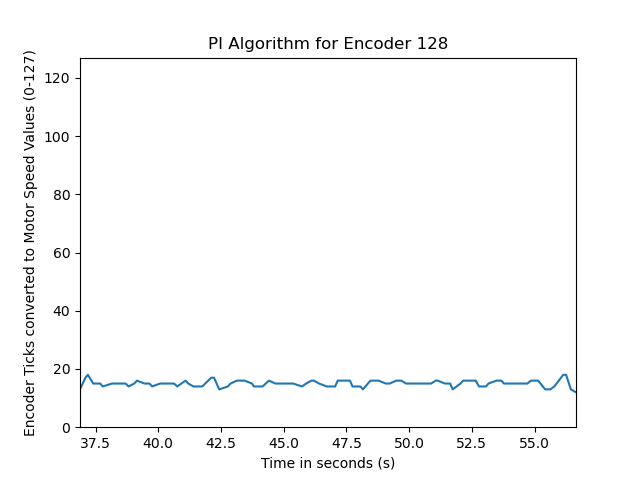 PI Algorithm for Encoder 128
Encoder Ticks converted to Motor Speed Values (0-127)
120
100
80
60
40
20
0
37.5 40.0 42.5 45.0 47.5 50.0 52.5 55.0
Time in seconds (s)